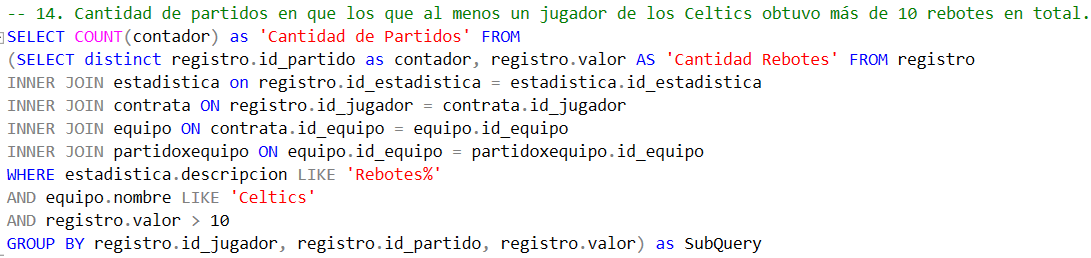 -- 14. Cantidad de partidos en que los que al menos un jugador de los Celtics obtuvo más de 10 rebotes en total.
SELECT COUNT(contador) as 'Cantidad de Partidos' FROM
(SELECT distinct registro.id_partido as contador, registro.valor AS 'Cantidad Rebotes' FROM registro
INNER JOIN estadistica on registro.id_estadistica = estadistica.id_estadistica
INNER JOIN contrata ON registro.id_jugador = contrata.id_jugador
INNER JOIN equipo ON contrata.id_equipo = equipo.id_equipo
INNER JOIN partidoxequipo ON equipo.id_equipo = partidoxequipo.id_equipo
WHERE estadistica.descripcion LIKE 'Rebotes%'
AND equipo.nombre LIKE 'Celtics'
AND registro.valor > 10
GROUP BY registro.id_jugador, registro.id_partido, registro.valor) as SubQuery